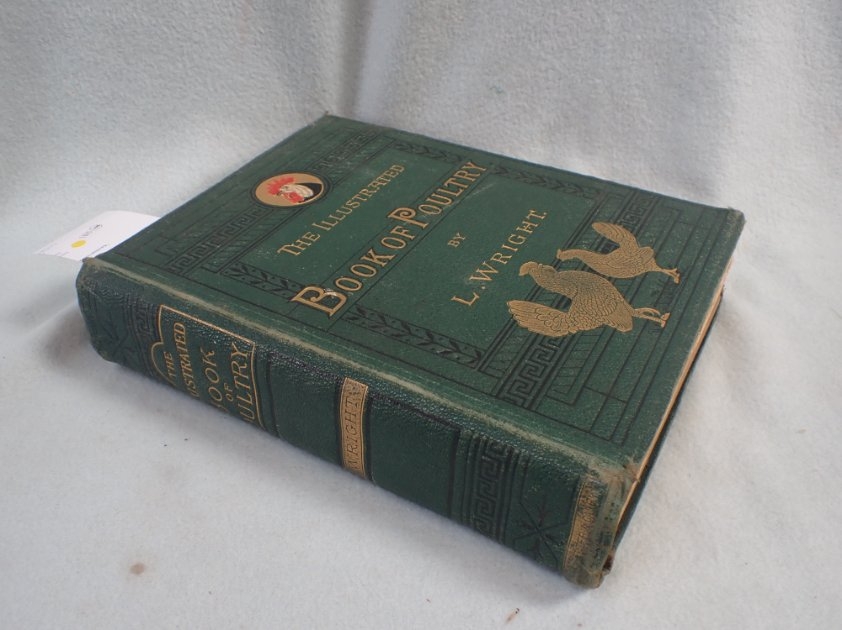 THE ILLUSTRATED
BOOK OF POULTRY
BY
L. WRIGHT.
THE
ILLUSTRATED
BOOK
OF
POULTRY
WRIGHT